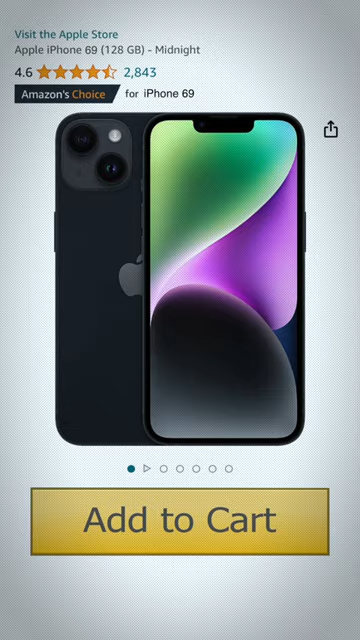 Visit the Apple Store
Apple iPhone 69 (128 GB) - Midnight
4.6 2,843
Amazon's Choice for iPhone 69
Add to Cart